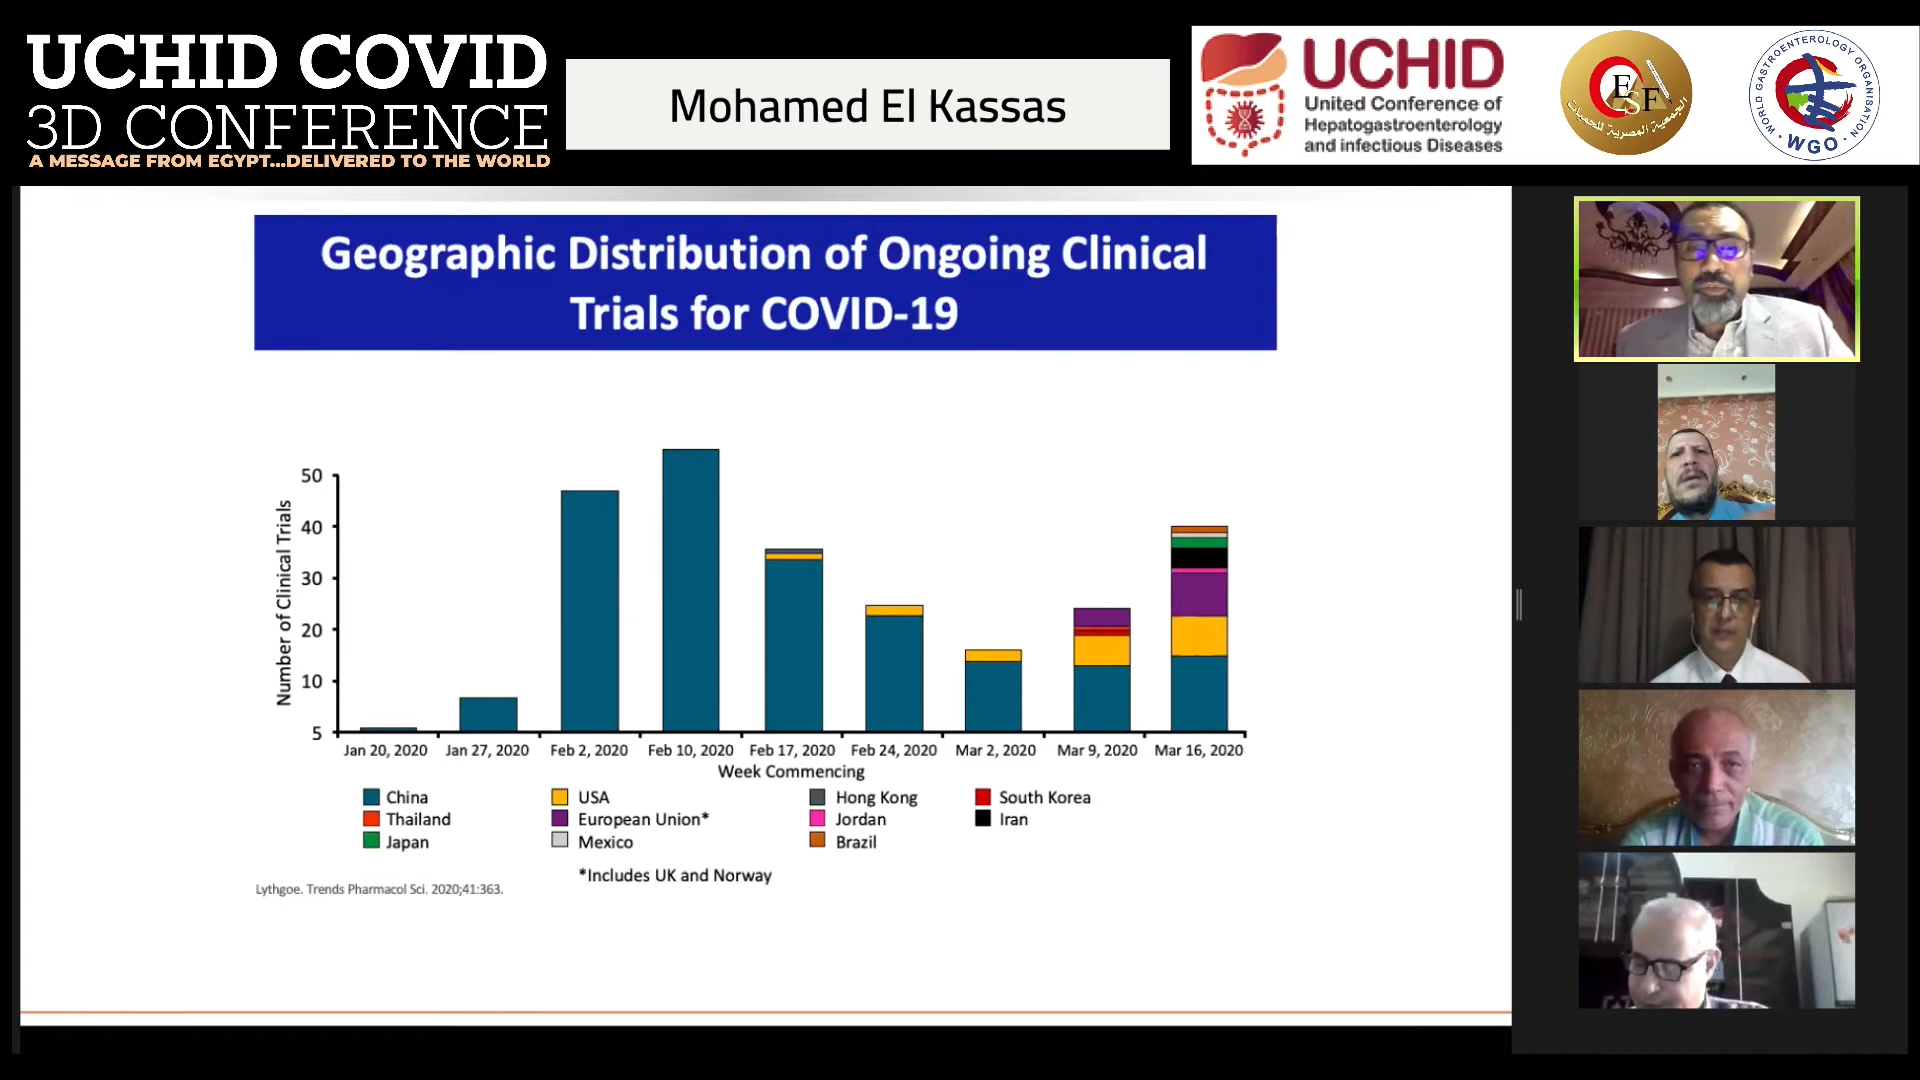 UCHID COVID
3D CONFERENCE
A MESSAGE FROM EGYPT...DELIVERED TO THE WORLD
Mohamed El Kassas
UCHID
United Conference of
Hepatogastroenterology
and infectious Diseases
ESF
الجمعية المصرية للحميات
WORLD GASTROENTEROLOGY ORGANISATION
WGO
Geographic Distribution of Ongoing Clinical
Trials for COVID-19
Number of Clinical Trials
50
40
30
20
10
5
Jan 20, 2020 Jan 27, 2020 Feb 2, 2020 Feb 10, 2020 Feb 17, 2020 Feb 24, 2020 Mar 2, 2020 Mar 9, 2020 Mar 16, 2020
Week Commencing
China USA Hong Kong South Korea
Thailand European Union* Jordan Iran
Japan Mexico Brazil
*Includes UK and Norway
Lythgoe. Trends Pharmacol Sci. 2020;41:363.